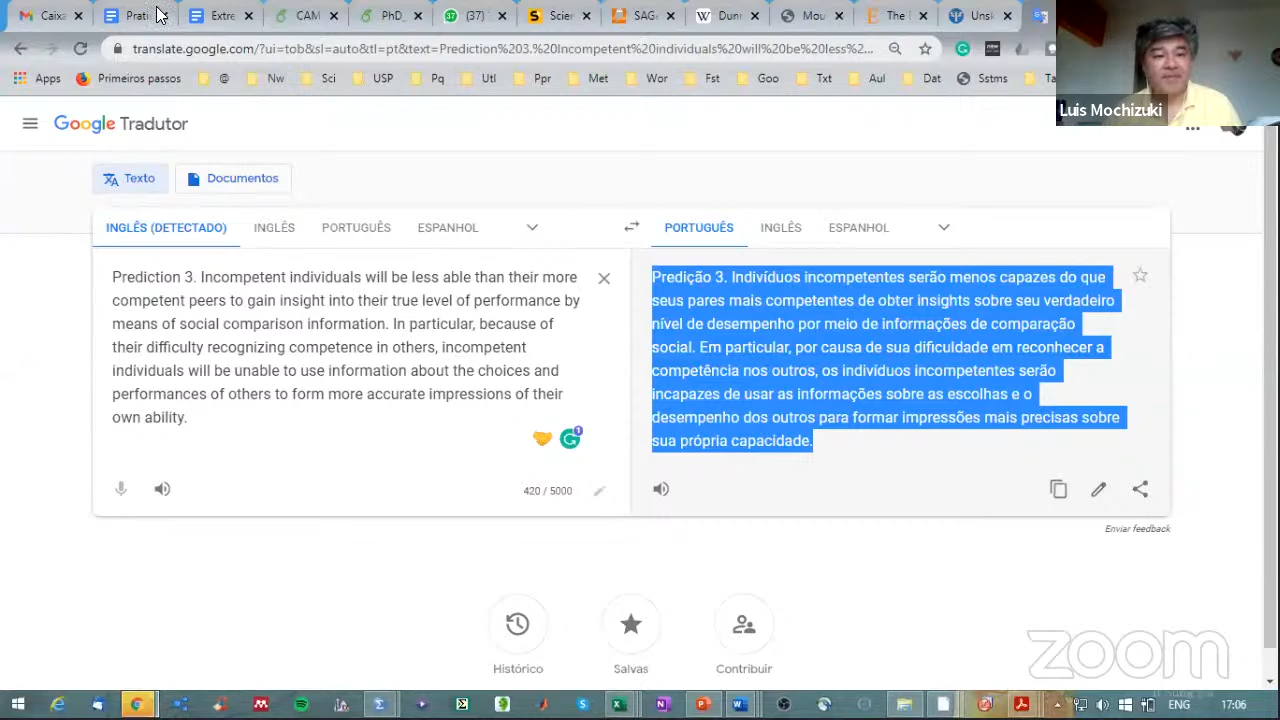 Caixa
Prati
Extre
CAM
PhD_
(37)
Scier
SAG
Dun
Mou
The I
Unsk
translate.google.com/?ui=tob&sl=auto&tl=pt&text=Prediction%203.%20Incompetent%20individuals%20will%20be%20less%2...
Apps
Primeiros passos
@
Nw
Sci
USP
Pq
Utl
Ppr
Met
Wor
Fst
Goo
Txt
Aul
Dat
Sstms
Ta
Luis Mochizuki
Google Tradutor
Texto
Documentos
INGLÊS (DETECTADO)
INGLÊS
PORTUGUÊS
ESPANHOL
PORTUGUÊS
INGLÊS
ESPANHOL
Prediction 3. Incompetent individuals will be less able than their more
competent peers to gain insight into their true level of performance by
means of social comparison information. In particular, because of
their difficulty recognizing competence in others, incompetent
individuals will be unable to use information about the choices and
performances of others to form more accurate impressions of their
own ability.
420 / 5000
Predição 3. Indivíduos incompetentes serão menos capazes do que
seus pares mais competentes de obter insights sobre seu verdadeiro
nível de desempenho por meio de informações de comparação
social. Em particular, por causa de sua dificuldade em reconhecer a
competência nos outros, os indivíduos incompetentes serão
incapazes de usar as informações sobre as escolhas e o
desempenho dos outros para formar impressões mais precisas sobre
sua própria capacidade.
Enviar feedback
Histórico
Salvas
Contribuir
zoom
ENG
17:06